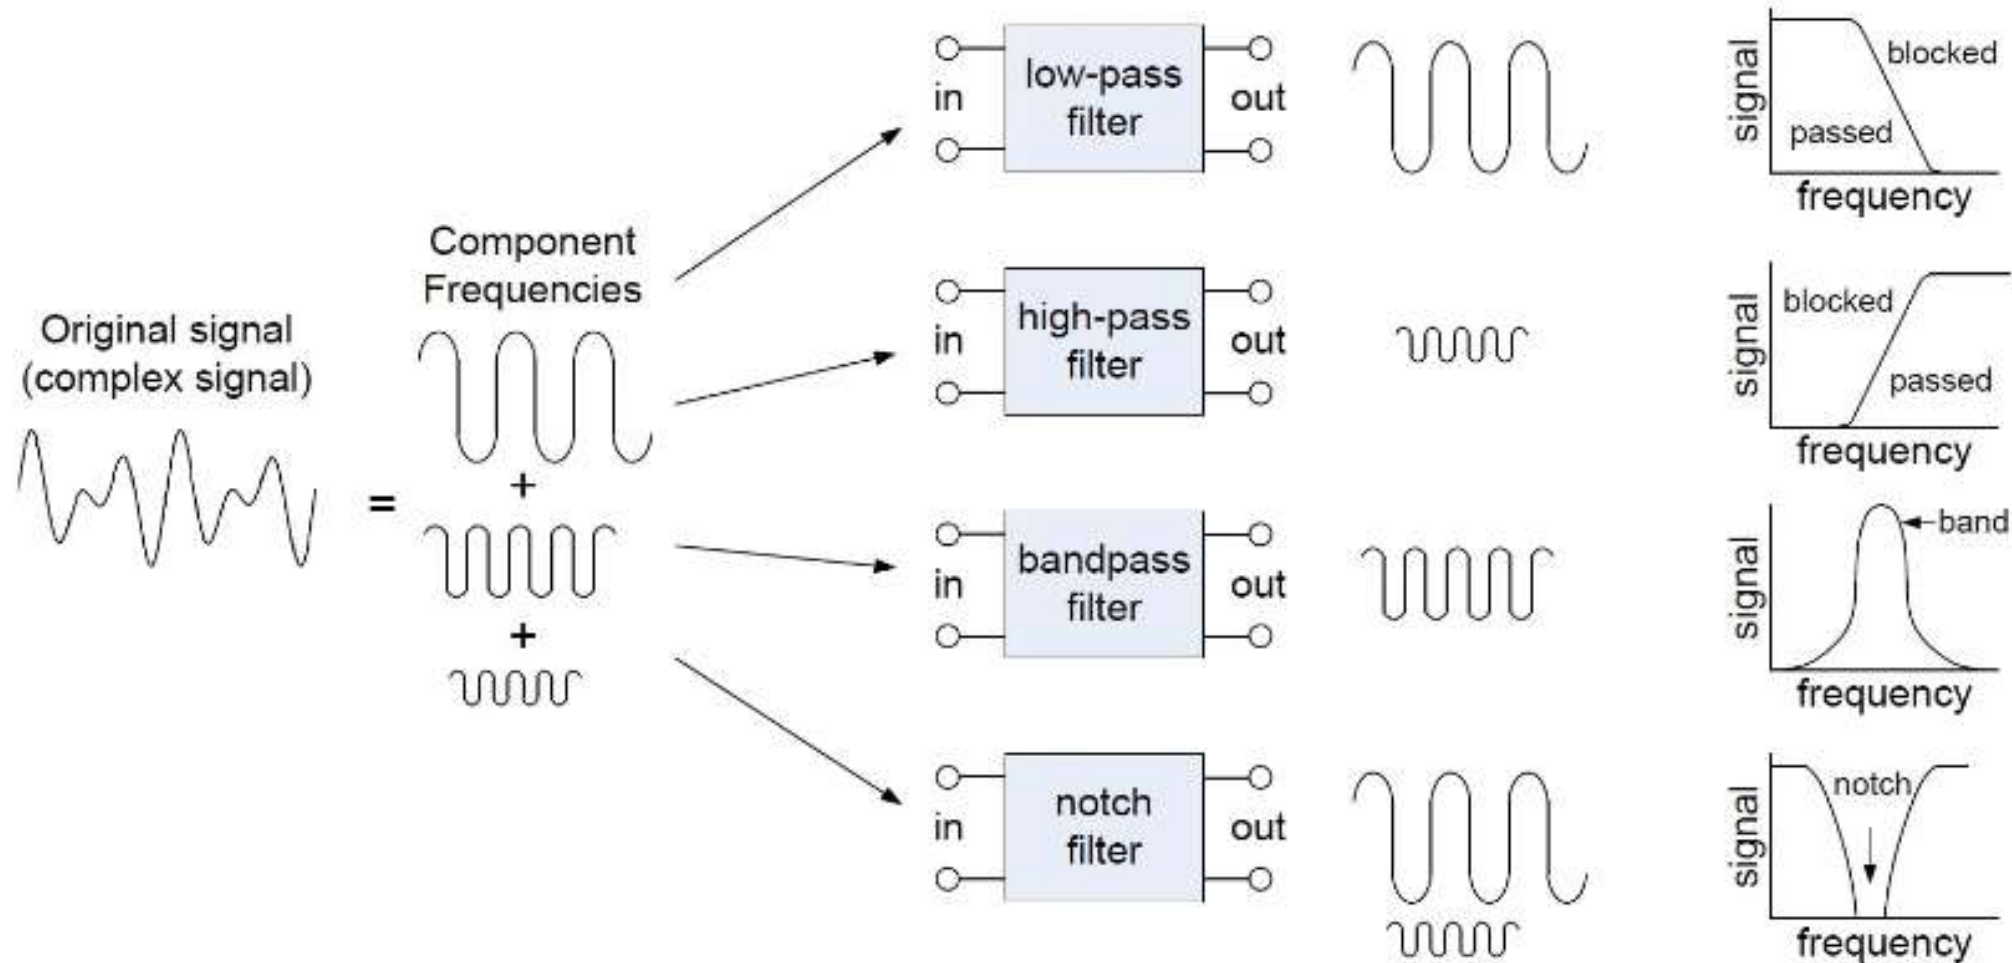 Original signal
(complex signal)
=
Component
Frequencies
+
+
in
low-pass
filter
out
signal
blocked
passed
frequency
in
high-pass
filter
out
signal
blocked
passed
frequency
in
bandpass
filter
out
signal
band
frequency
in
notch
filter
out
signal
notch
frequency